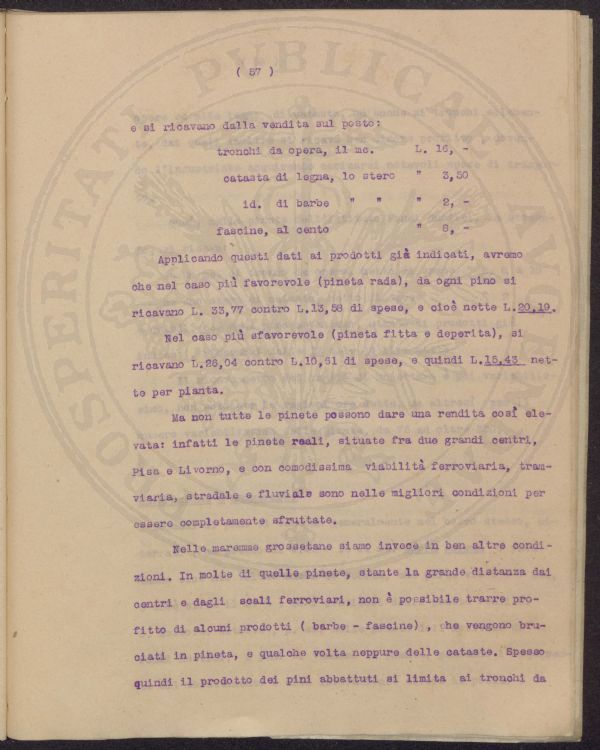 ( 57 )
e si ricavano dalla vendita sul posto:
tronchi da opera, il mc. L. 16, -
catasta di legna, lo stero " 3,50
id. di barbe " " " 2, -
fascine, al cento " 8, -
Applicando questi dati ai prodotti già indicati, avremo
che nel caso più favorevole (pineta rada), da ogni pino si
ricavano L. 33,77 contro L.13,58 di spese, e cioè nette L.20,19.
Nel caso più sfavorevole (pineta fitta e deperita), si
ricavano L.26,04 contro L.10,61 di spese, e quindi L.15,43 net-
te per pianta.
Ma non tutte le pinete possono dare una rendita così ele-
vata: infatti le pinete reali, situate fra due grandi centri,
Pisa e Livorno, e con comodissima viabilità ferroviaria, tram-
viaria, stradale e fluviale sono nelle migliori condizioni per
essere completamente sfruttate.
Nelle maremme grossetane siamo invece in ben altre condi-
zioni. In molte di quelle pinete, stante la grande distanza dai
centri e dagli scali ferroviari, non è possibile trarre pro-
fitto di alcuni prodotti ( barbe - fascine) , che vengono bru-
ciati in pineta, e qualche volta neppure delle cataste. Spesso
quindi il prodotto dei pini abbattuti si limita ai tronchi da